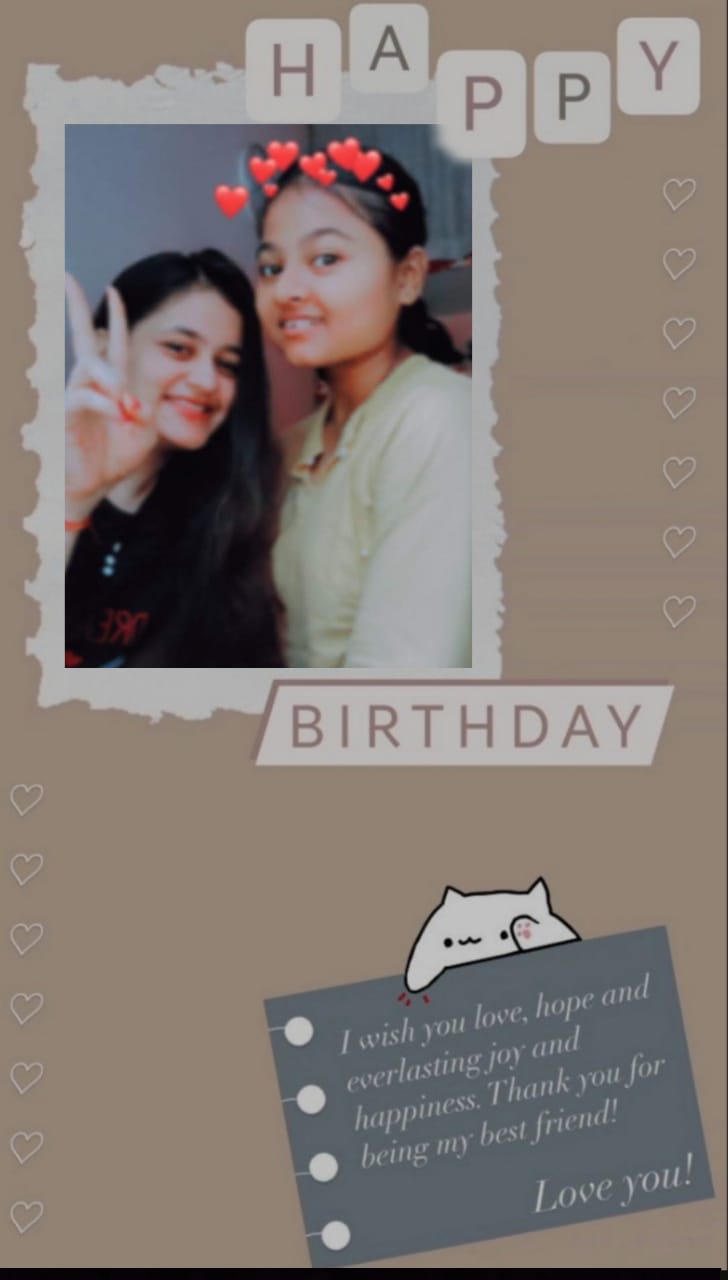 HAPPY
BIRTHDAY
I wish you love, hope and
everlasting joy and
happiness. Thank you for
being my best friend!
Love you!